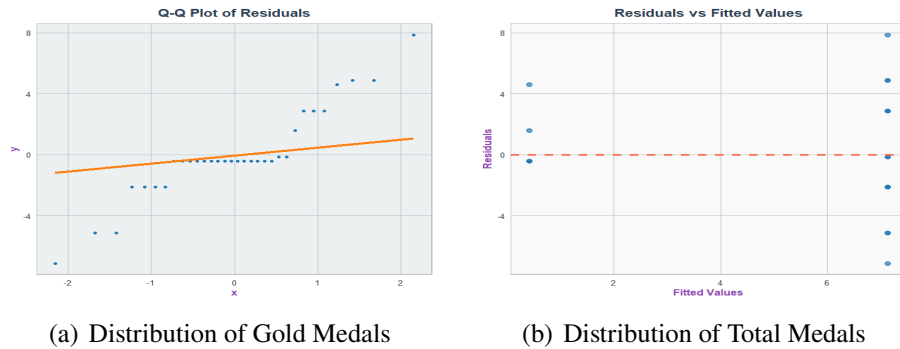 Q-Q Plot of Residuals
8
4
0
-4
y
-2
-1
0
1
2
x
(a) Distribution of Gold Medals
Residuals vs Fitted Values
8
4
0
-4
Residuals
2
4
6
Fitted Values
(b) Distribution of Total Medals